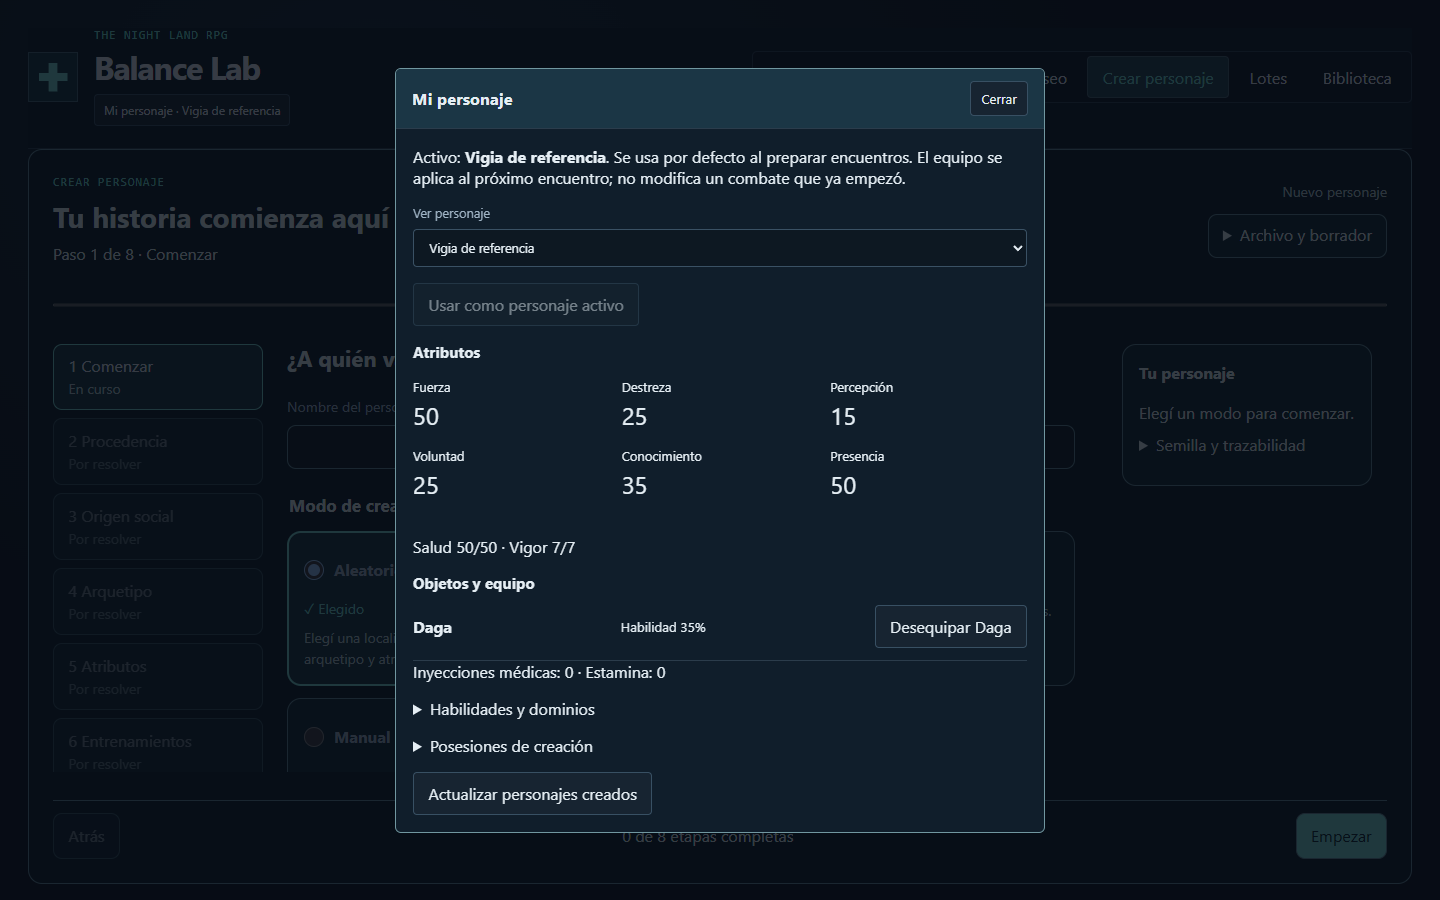 THE NIGHT LAND RPG
Balance Lab
Mi personaje · Vigia de referencia
seo
Crear personaje
Lotes
Biblioteca
CREAR PERSONAJE
Tu historia comienza aquí
Paso 1 de 8 · Comenzar
Nuevo personaje
Archivo y borrador
1 Comenzar
En curso
2 Procedencia
Por resolver
3 Origen social
Por resolver
4 Arquetipo
Por resolver
5 Atributos
Por resolver
6 Entrenamientos
Por resolver
¿A quién v
Nombre del perso
Modo de crea
Aleatori
✓ Elegido
Elegí una locali
arquetipo y atr
s.
Manual
Tu personaje
Elegí un modo para comenzar.
Semilla y trazabilidad
Mi personaje
Cerrar
Activo: Vigia de referencia. Se usa por defecto al preparar encuentros. El equipo se
aplica al próximo encuentro; no modifica un combate que ya empezó.
Ver personaje
Vigia de referencia
Usar como personaje activo
Atributos
Fuerza
50
Destreza
25
Percepción
15
Voluntad
25
Conocimiento
35
Presencia
50
Salud 50/50 · Vigor 7/7
Objetos y equipo
Daga
Habilidad 35%
Desequipar Daga
Inyecciones médicas: 0 · Estamina: 0
Habilidades y dominios
Posesiones de creación
Actualizar personajes creados
Atrás
0 de 8 etapas completas
Empezar